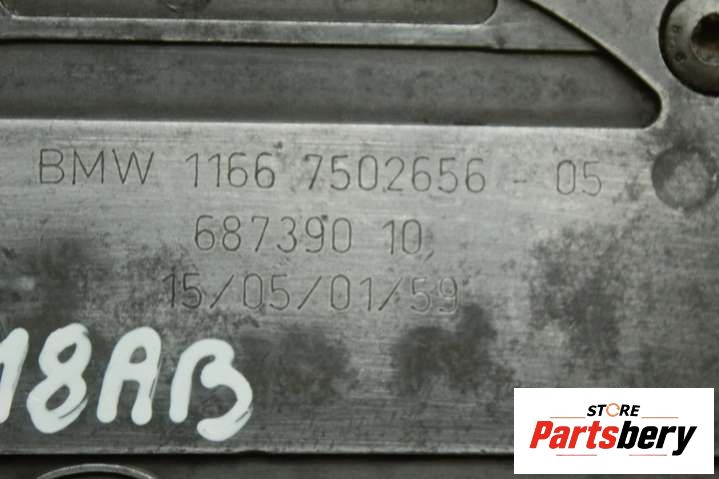 BMW 1166 7502656 - 05
687390 10
15/05/01/59
18AB
STORE
Partsbery